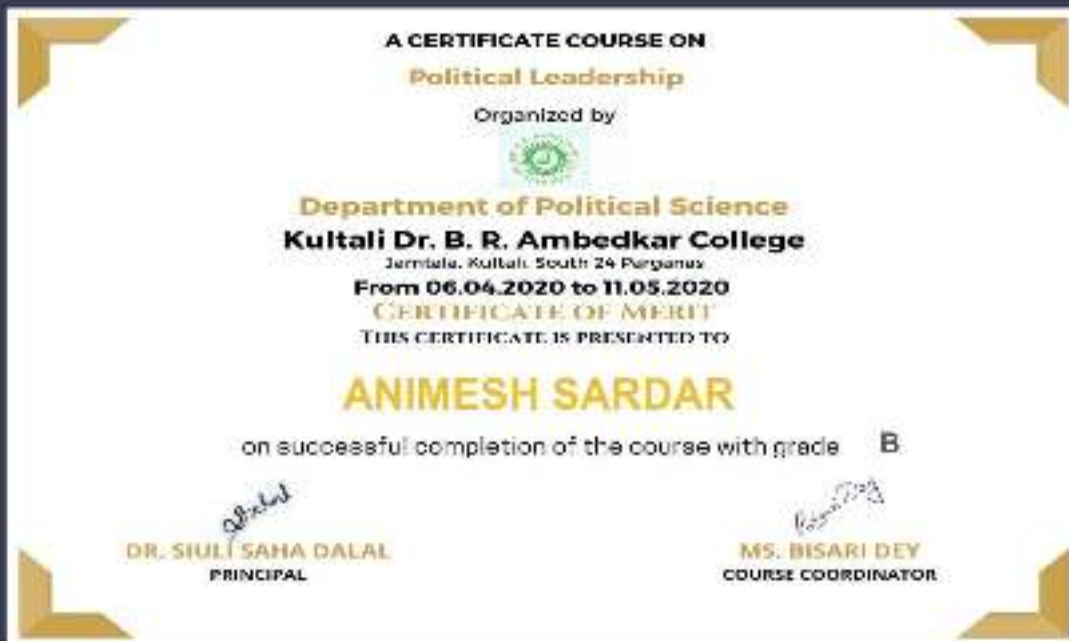 A CERTIFICATE COURSE ON
Political Leadership
Organized by
Department of Political Science
Kultali Dr. B. R. Ambedkar College
Jamtala, Kultali, South 24 Parganas
From 06.04.2020 to 11.05.2020
CERTIFICATE OF MERIT
THIS CERTIFICATE IS PRESENTED TO
ANIMESH SARDAR
on successful completion of the course with grade B
DR. SIULI SAHA DALAL
PRINCIPAL
MS. BISARI DEY
COURSE COORDINATOR